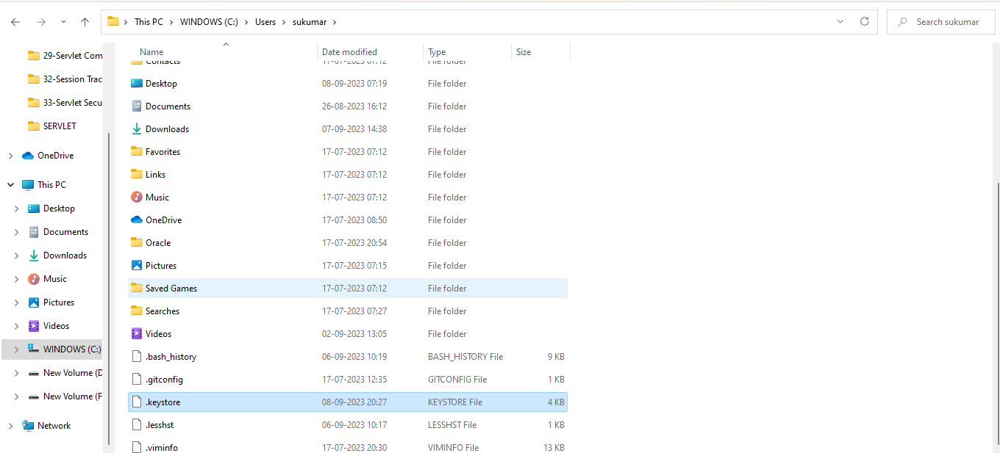 This PC > WINDOWS (C:) > Users > sukumar >
Search sukumar
29-Servlet Com
32-Session Trac
33-Servlet Secu
SERVLET
OneDrive
This PC
Desktop
Documents
Downloads
Music
Pictures
Videos
WINDOWS (C:)
New Volume (D
New Volume (F
Network
Name Date modified Type Size
Contacts 17-07-2023 07:12 File folder
Desktop 08-09-2023 07:19 File folder
Documents 26-08-2023 16:12 File folder
Downloads 07-09-2023 14:38 File folder
Favorites 17-07-2023 07:12 File folder
Links 17-07-2023 07:12 File folder
Music 17-07-2023 07:12 File folder
OneDrive 17-07-2023 08:50 File folder
Oracle 17-07-2023 20:54 File folder
Pictures 17-07-2023 07:15 File folder
Saved Games 17-07-2023 07:12 File folder
Searches 17-07-2023 07:27 File folder
Videos 02-09-2023 13:05 File folder
.bash_history 06-09-2023 10:19 BASH_HISTORY File 9 KB
.gitconfig 17-07-2023 12:35 GITCONFIG File 1 KB
.keystore 08-09-2023 20:27 KEYSTORE File 4 KB
.lesshst 06-09-2023 10:17 LESSHST File 1 KB
.viminfo 17-07-2023 20:30 VIMINFO File 13 KB